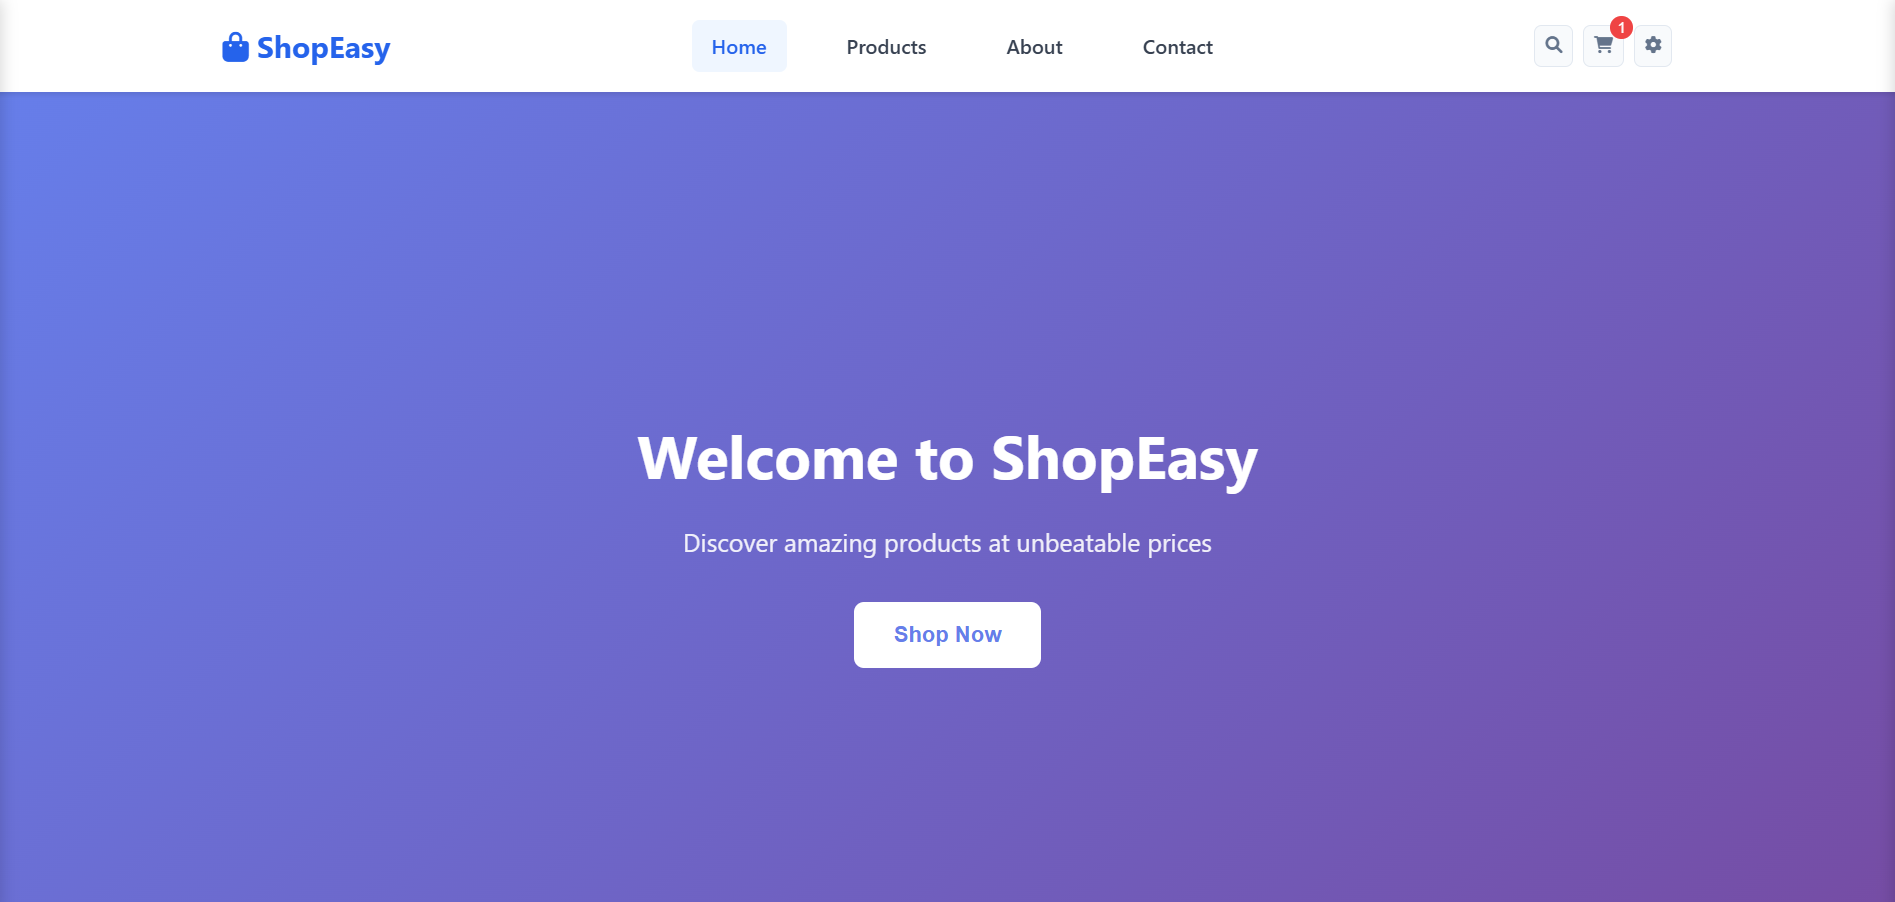 ShopEasy
Home
Products
About
Contact
1
Welcome to ShopEasy
Discover amazing products at unbeatable prices
Shop Now